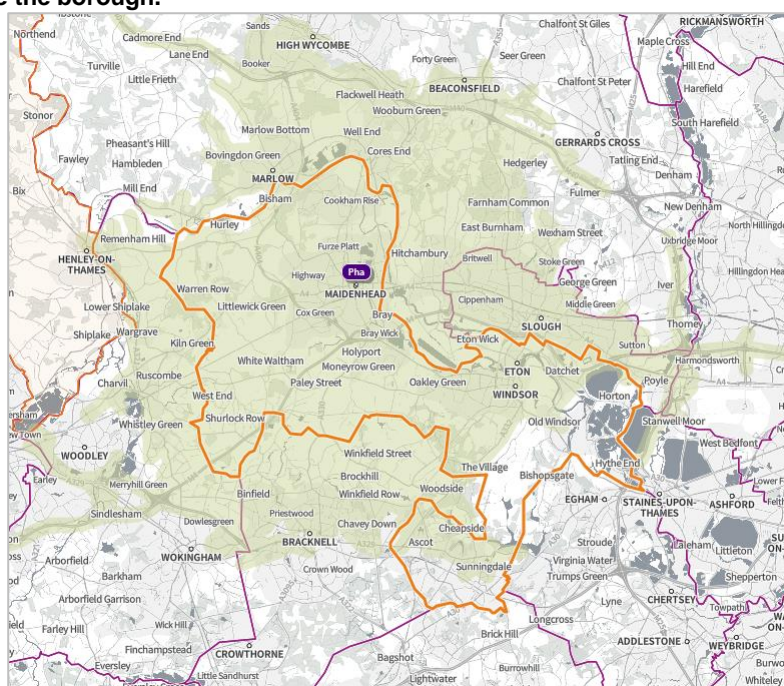 e the borough.
Northend
Cadmore End
Sands
Chalfont St Giles
RICKMANSWORTH
Lane End
HIGH WYCOMBE
Maple Cross
Turville
Booker
Forty Green
Seer Green
Hill End
Little Frieth
BEACONSFIELD
Chalfont St Peter
Harefield
Flackwell Heath
Stonor
Wooburn Green
South Harefield
Marlow Bottom
Well End
Pheasant's Hill
GERRARDS CROSS
Fawley
Bovingdon Green
Cores End
Hambleden
Hedgerley
Tatling End
Mill End
MARLOW
Denham
Bix
Bisham
Cookham Rise
Farnham Common
Fulmer
New Denham
Hurley
East Burnham
Remenham Hill
Wexham Street
North Hillingdon
Furze Platt
Hitchambury
Uxbridge Moor
HENLEY-ON-
THAMES
Britwell
Stoke Green
Highway
Pha
George Green
Hillingdon Hea
Warren Row
MAIDENHEAD
Cippenham
Iver
Lower Shiplake
Littlewick Green
Cox Green
Bray
Middle Green
SLOUGH
Thorney
Shiplake
Wargrave
Bray Wick
Eton Wick
Kiln Green
Sutton
Holyport
White Waltham
Moneyrow Green
ETON
Datchet
Harmondsworth
Ruscombe
Paley Street
Oakley Green
Poyle
Charvil
WINDSOR
West End
Horton
Shurlock Row
Old Windsor
Stanwell Moor
Whistley Green
West Bedfont
WOODLEY
Winkfield Street
Hythe End
Earley
The Village
Bishopsgate
Merryhill Green
Brockhill
Woodside
Binfield
Winkfield Row
EGHAM
STAINES-UPON-
THAMES
ASHFORD
Sindlesham
Priestwood
Dowlesgreen
Chavey Down
Cheapside
Stroude
Laleham
BRACKNELL
Ascot
Littleton
Arborfield
WOKINGHAM
Virginia Water
Crown Wood
Sunningdale
Trumps Green
Shepperton
Barkham
Arborfield Garrison
Lyne
CHERTSEY
Towpath
Longcross
Farley Hill
Wick Hill
Brick Hill
ADDLESTONE
WEYBRIDGE
Finchampstead
CROWTHORNE
Bagshot
Eversley
Burrowhill
Little Sandhurst
Lightwater
Whiteley